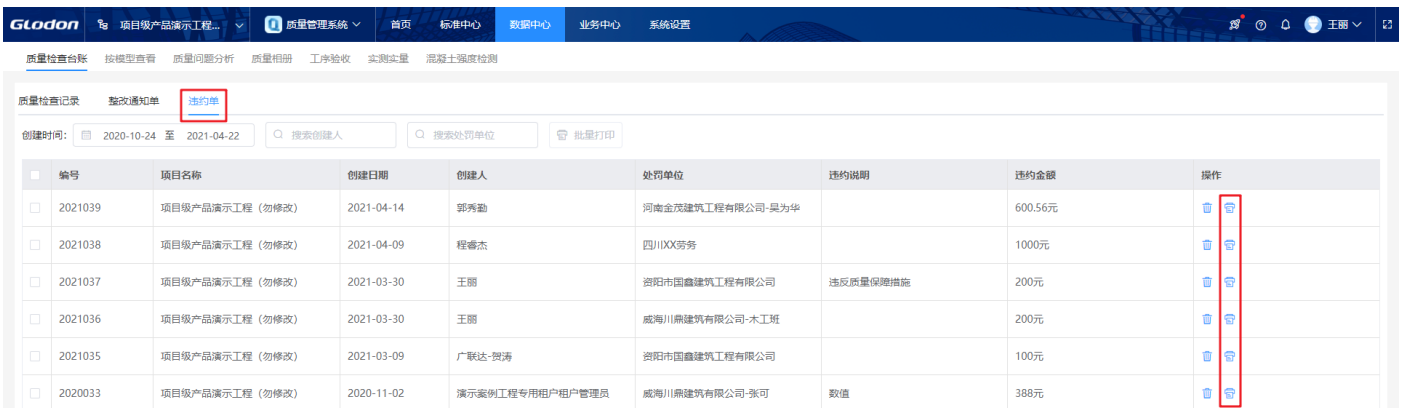 GLODON 项目级产品演示工程... 质量管理系统 首页 标准中心 数据中心 业务中心 系统设置 王丽
质量检查台账 按模型查看 质量问题分析 质量相册 工序验收 实测实量 混凝土强度检测
质量检查记录 整改通知单 违约单
创建时间: 2020-10-24 至 2021-04-22 搜索创建人 搜索处罚单位 批量打印
编号 项目名称 创建日期 创建人 处罚单位 违约说明 违约金额 操作
2021039 项目级产品演示工程（勿修改） 2021-04-14 郭秀勤 河南金茂建筑工程有限公司-吴为华 600.56元
2021038 项目级产品演示工程（勿修改） 2021-04-09 程睿杰 四川XX劳务 1000元
2021037 项目级产品演示工程（勿修改） 2021-03-30 王丽 资阳市国鑫建筑工程有限公司 违反质量保障措施 200元
2021036 项目级产品演示工程（勿修改） 2021-03-30 王丽 威海川鼎建筑有限公司-木工班 200元
2021035 项目级产品演示工程（勿修改） 2021-03-09 广联达-贺涛 资阳市国鑫建筑工程有限公司 100元
2020033 项目级产品演示工程（勿修改） 2020-11-02 演示案例工程专用租户租户管理员 威海川鼎建筑有限公司-张可 数值 388元